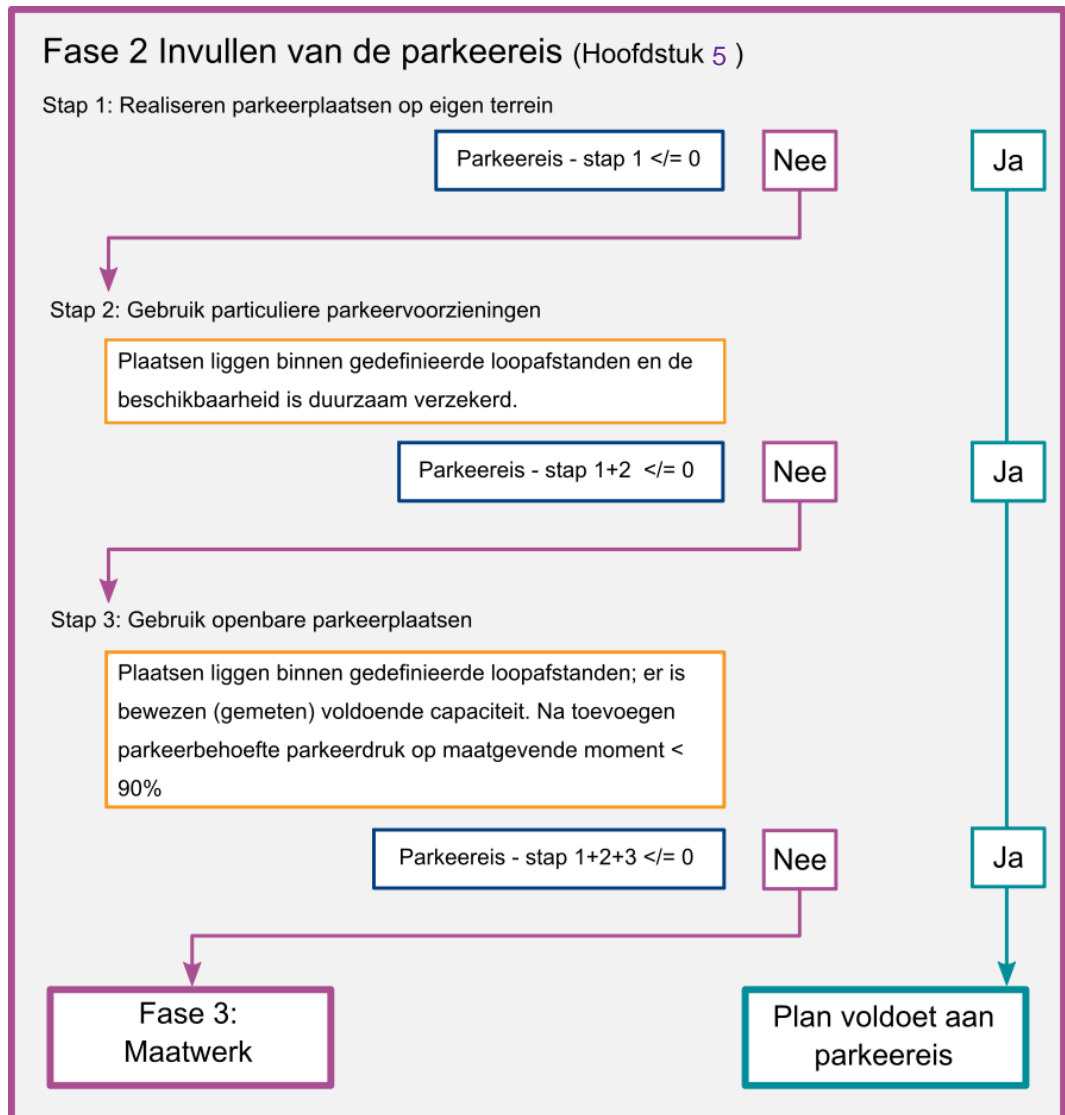 Fase 2 Invullen van de parkeereis (Hoofdstuk 5 )
Stap 1: Realiseren parkeerplaatsen op eigen terrein
Parkeereis - stap 1 </= 0
Nee
Ja
Stap 2: Gebruik particuliere parkeervoorzieningen
Plaatsen liggen binnen gedefinieerde loopafstanden en de
beschikbaarheid is duurzaam verzekerd.
Parkeereis - stap 1+2 </= 0
Nee
Ja
Stap 3: Gebruik openbare parkeerplaatsen
Plaatsen liggen binnen gedefinieerde loopafstanden; er is
bewezen (gemeten) voldoende capaciteit. Na toevoegen
parkeerbehoefte parkeerdruk op maatgevende moment <
90%
Parkeereis - stap 1+2+3 </= 0
Nee
Ja
Fase 3:
Maatwerk
Plan voldoet aan
parkeereis